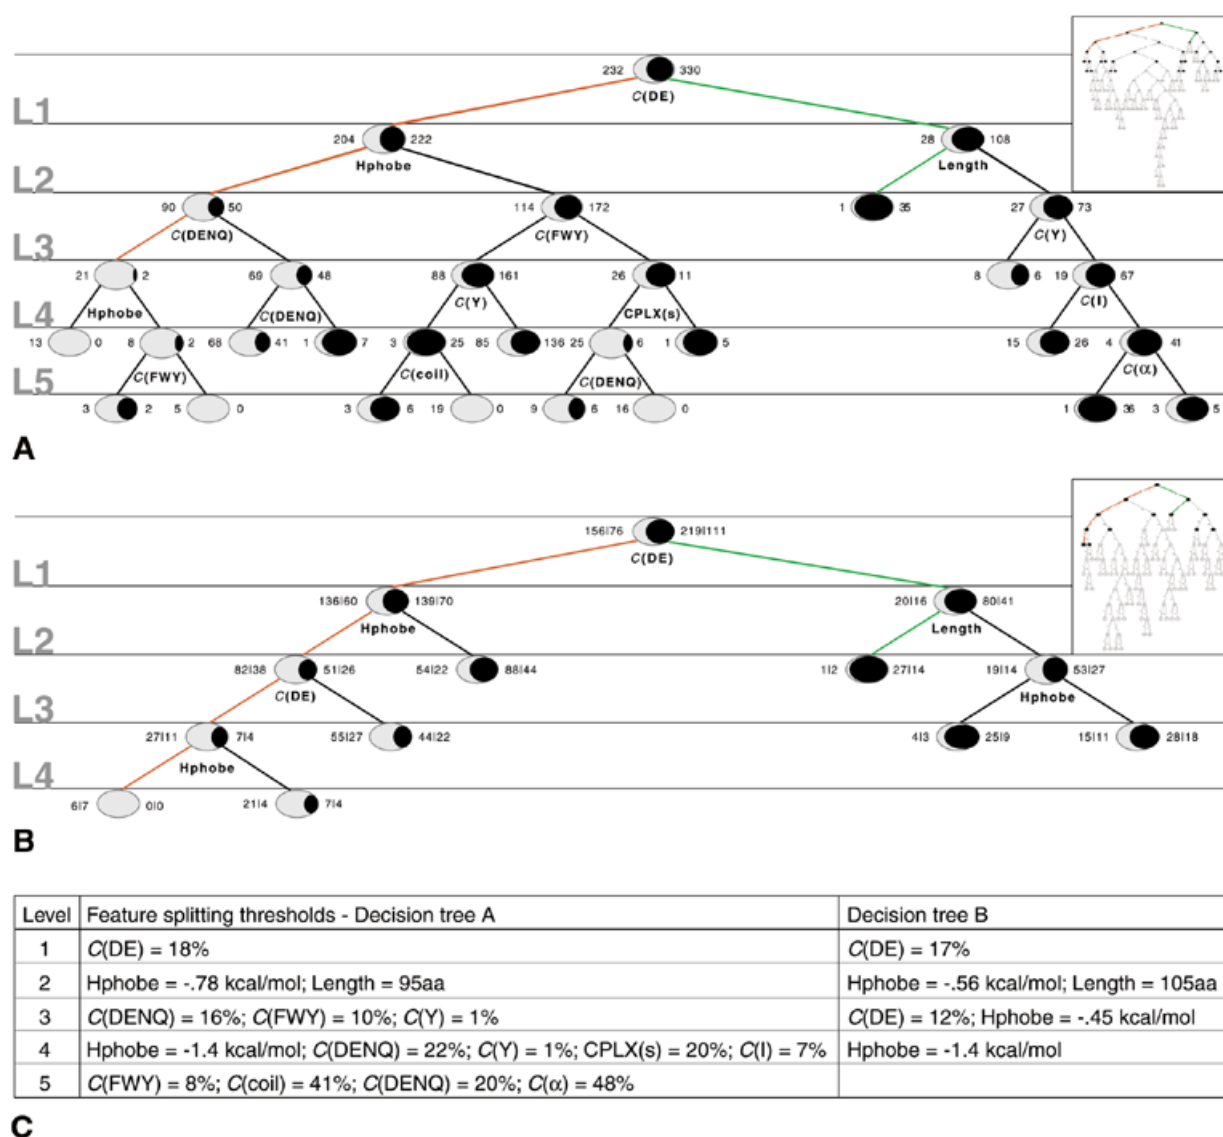 232 330
C(DE)
L1
204 222 28 108
Hphobe Length
L2
90 50 114 172 1 35 27 73
C(DENQ) C(FWY) C(Y)
L3
21 2 69 48 88 161 26 11 8 6 19 67
Hphobe C(DENQ) C(Y) CPLX(s) C(I)
L4
13 0 8 2 68 41 1 7 3 25 85 136 25 6 1 5 15 26 4 41
C(FWY) C(coil) C(DENQ) C(α)
L5
3 2 5 0 3 6 19 0 9 6 16 0 1 36 3 5
A
156|76 219|111
C(DE)
L1
136|60 139|70 20|16 80|41
Hphobe Length
L2
82|38 51|26 54|22 88|44 1|2 27|14 19|14 53|27
C(DE) Hphobe
L3
27|11 7|4 55|27 44|22 4|3 25|9 15|11 28|18
Hphobe
L4
6|7 0|0 21|4 7|4
B
Level Feature splitting thresholds - Decision tree A Decision tree B
1 C(DE) = 18% C(DE) = 17%
2 Hphobe = -.78 kcal/mol; Length = 95aa Hphobe = -.56 kcal/mol; Length = 105aa
3 C(DENQ) = 16%; C(FWY) = 10%; C(Y) = 1% C(DE) = 12%; Hphobe = -.45 kcal/mol
4 Hphobe = -1.4 kcal/mol; C(DENQ) = 22%; C(Y) = 1%; CPLX(s) = 20%; C(I) = 7% Hphobe = -1.4 kcal/mol
5 C(FWY) = 8%; C(coil) = 41%; C(DENQ) = 20%; C(α) = 48%
C